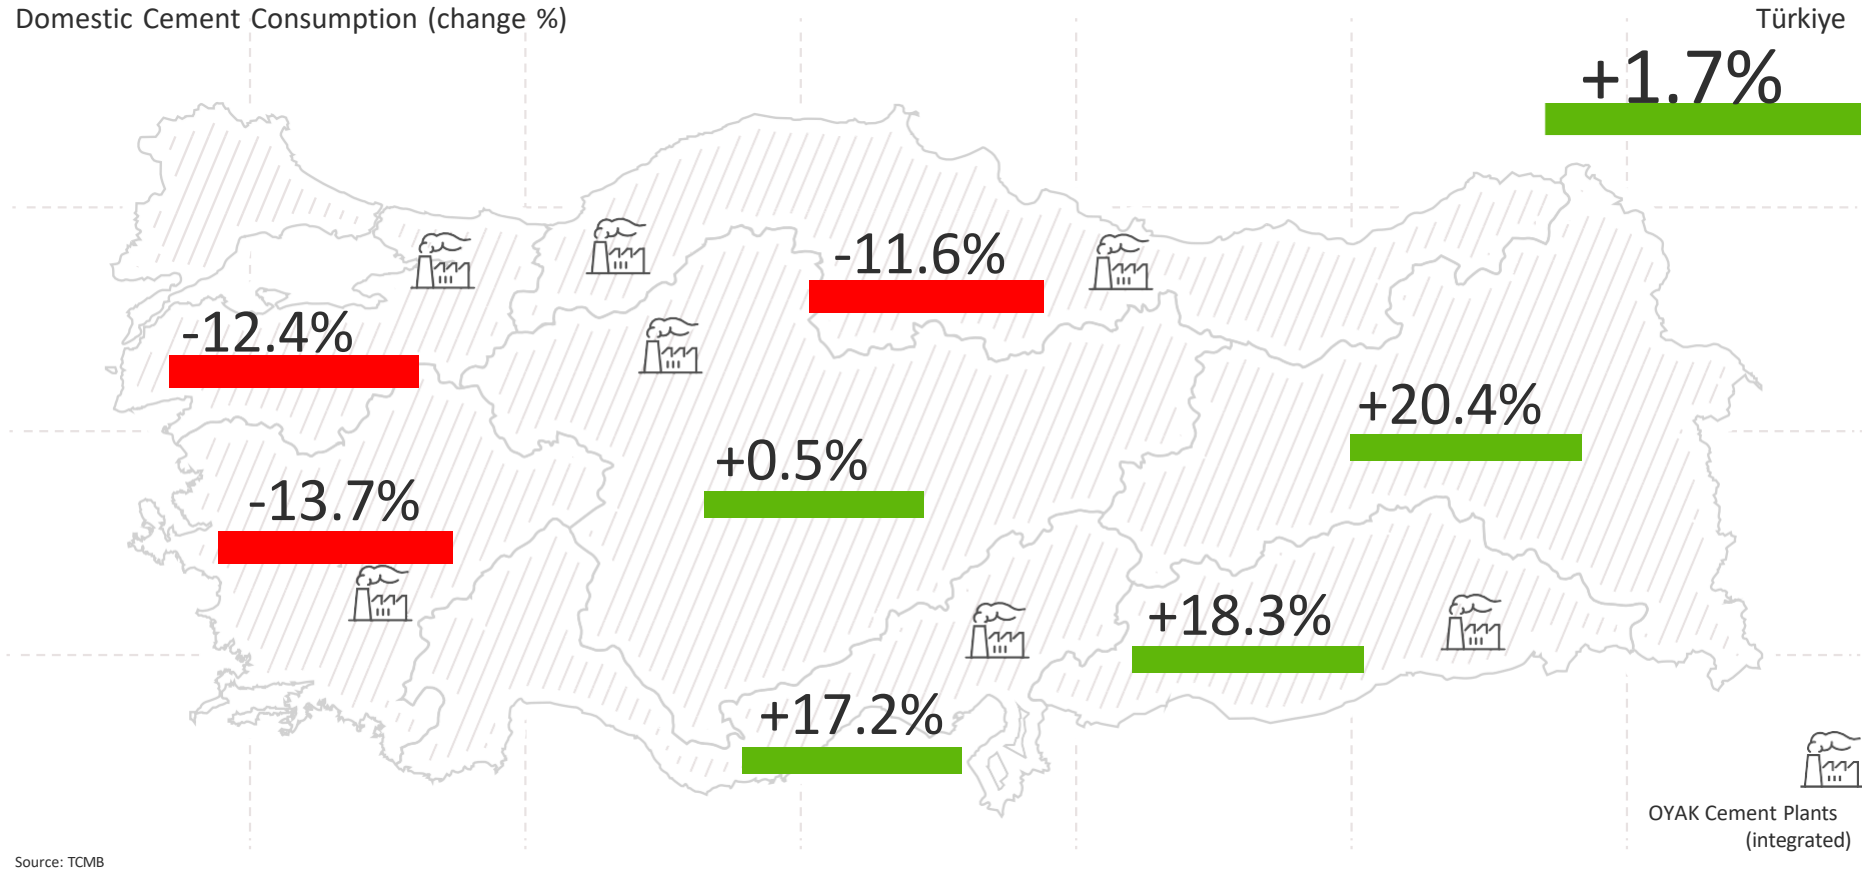 Domestic Cement Consumption (change %)
Türkiye
+1.7%
-11.6%
-12.4%
+20.4%
+0.5%
-13.7%
+18.3%
+17.2%
OYAK Cement Plants
(integrated)
Source: TCMB